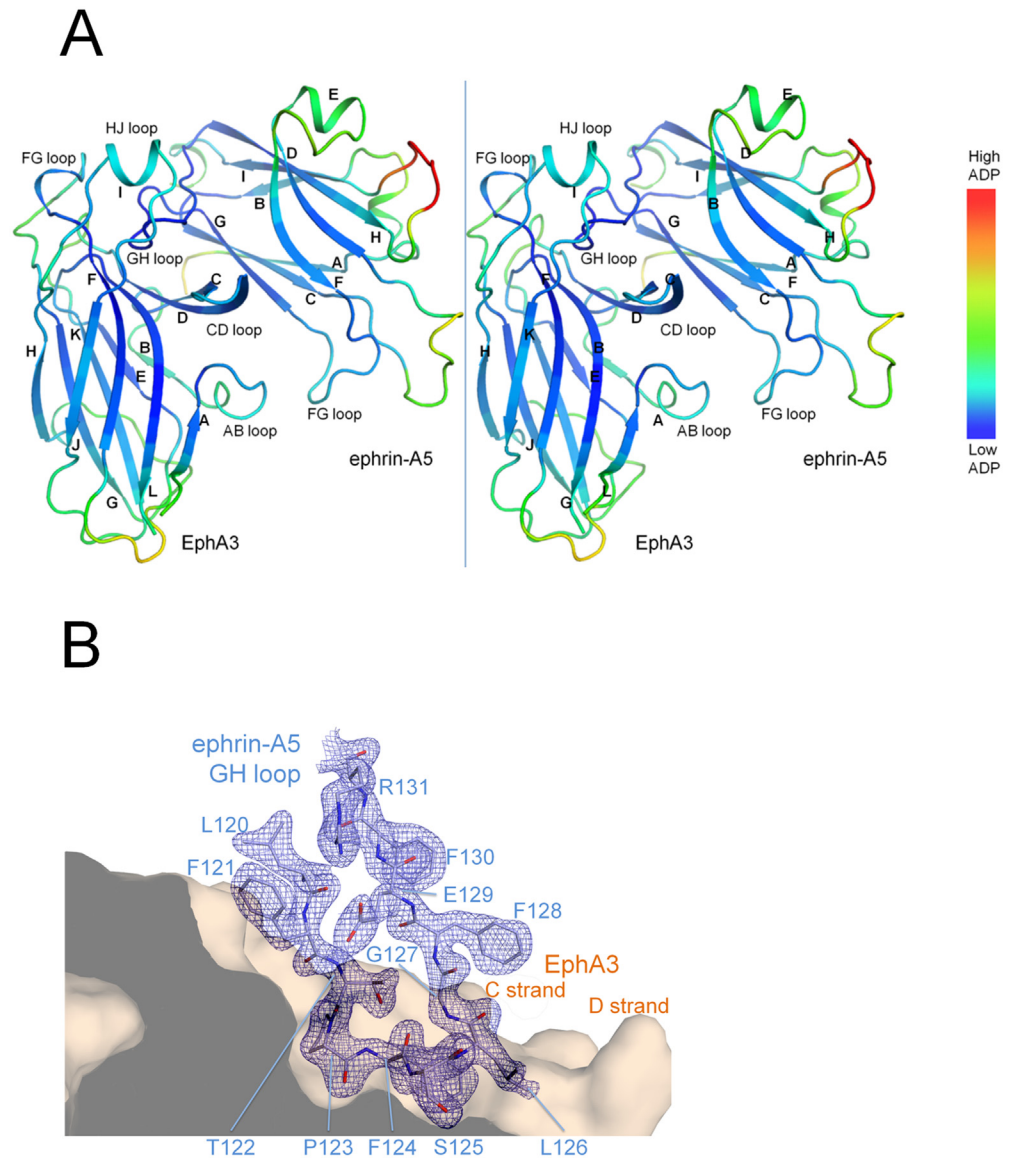 A
E
HJ loop
FG loop
D
I
I
B
G
H
GH loop
A
F
C
F
C
D
CD loop
K
H
B
E
FG loop
A
AB loop
J
ephrin-A5
L
G
EphA3
E
HJ loop
FG loop
D
I
I
B
G
H
GH loop
A
F
C
F
C
D
CD loop
K
H
B
E
FG loop
A
AB loop
J
ephrin-A5
L
G
EphA3
High
ADP
Low
ADP
B
ephrin-A5
GH loop
R131
L120
F121
F130
E129
F128
G127
EphA3
C strand
D strand
T122
P123
F124
S125
L126